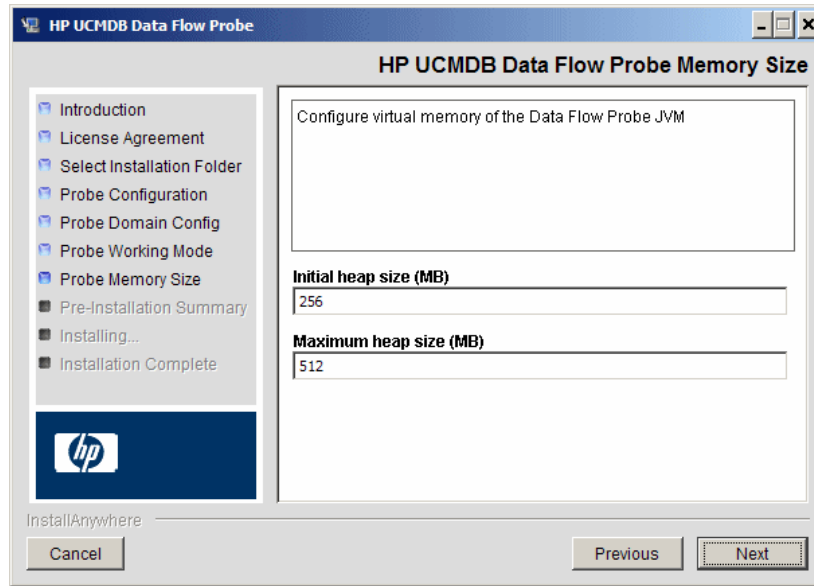 HP UCMDB Data Flow Probe
HP UCMDB Data Flow Probe Memory Size
Introduction
License Agreement
Select Installation Folder
Probe Configuration
Probe Domain Config
Probe Working Mode
Probe Memory Size
Pre-Installation Summary
Installing...
Installation Complete
hp
Configure virtual memory of the Data Flow Probe JVM
Initial heap size (MB)
256
Maximum heap size (MB)
512
InstallAnywhere
Cancel
Previous
Next